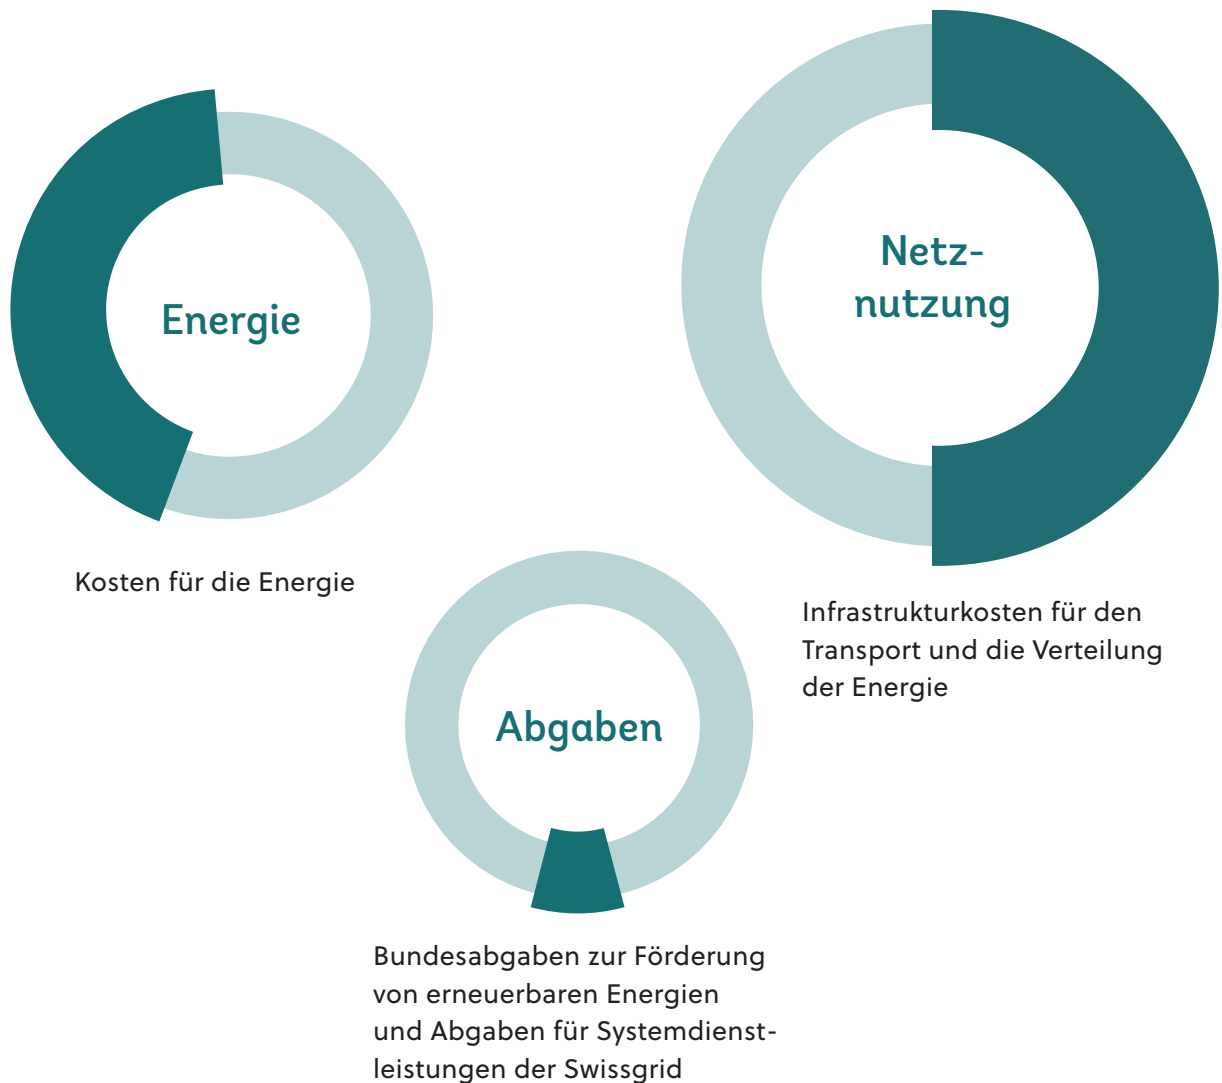 Energie
Kosten für die Energie
Netz-
nutzung
Infrastrukturkosten für den
Transport und die Verteilung
der Energie
Abgaben
Bundesabgaben zur Förderung
von erneuerbaren Energien
und Abgaben für Systemdienst-
leistungen der Swissgrid